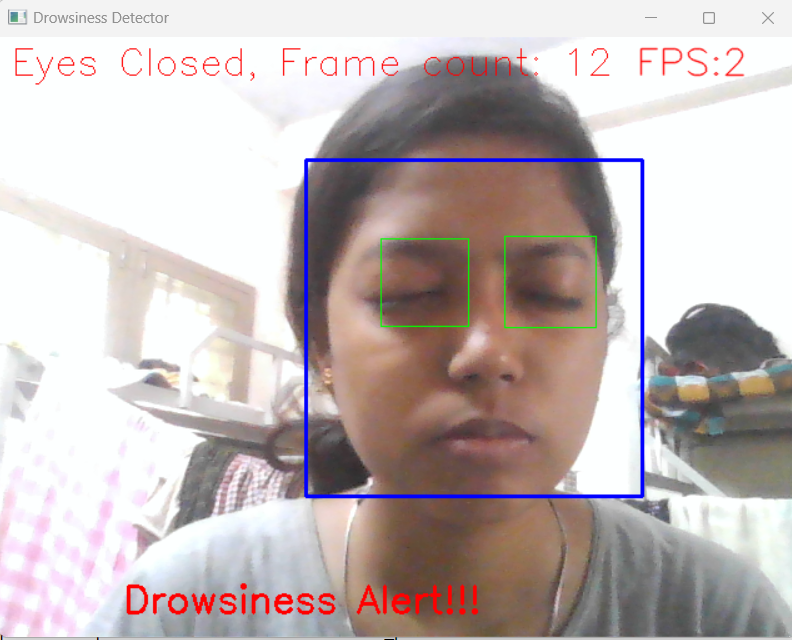 Drowsiness Detector
Eyes Closed, Frame count: 12 FPS:2
Drowsiness Alert!!!